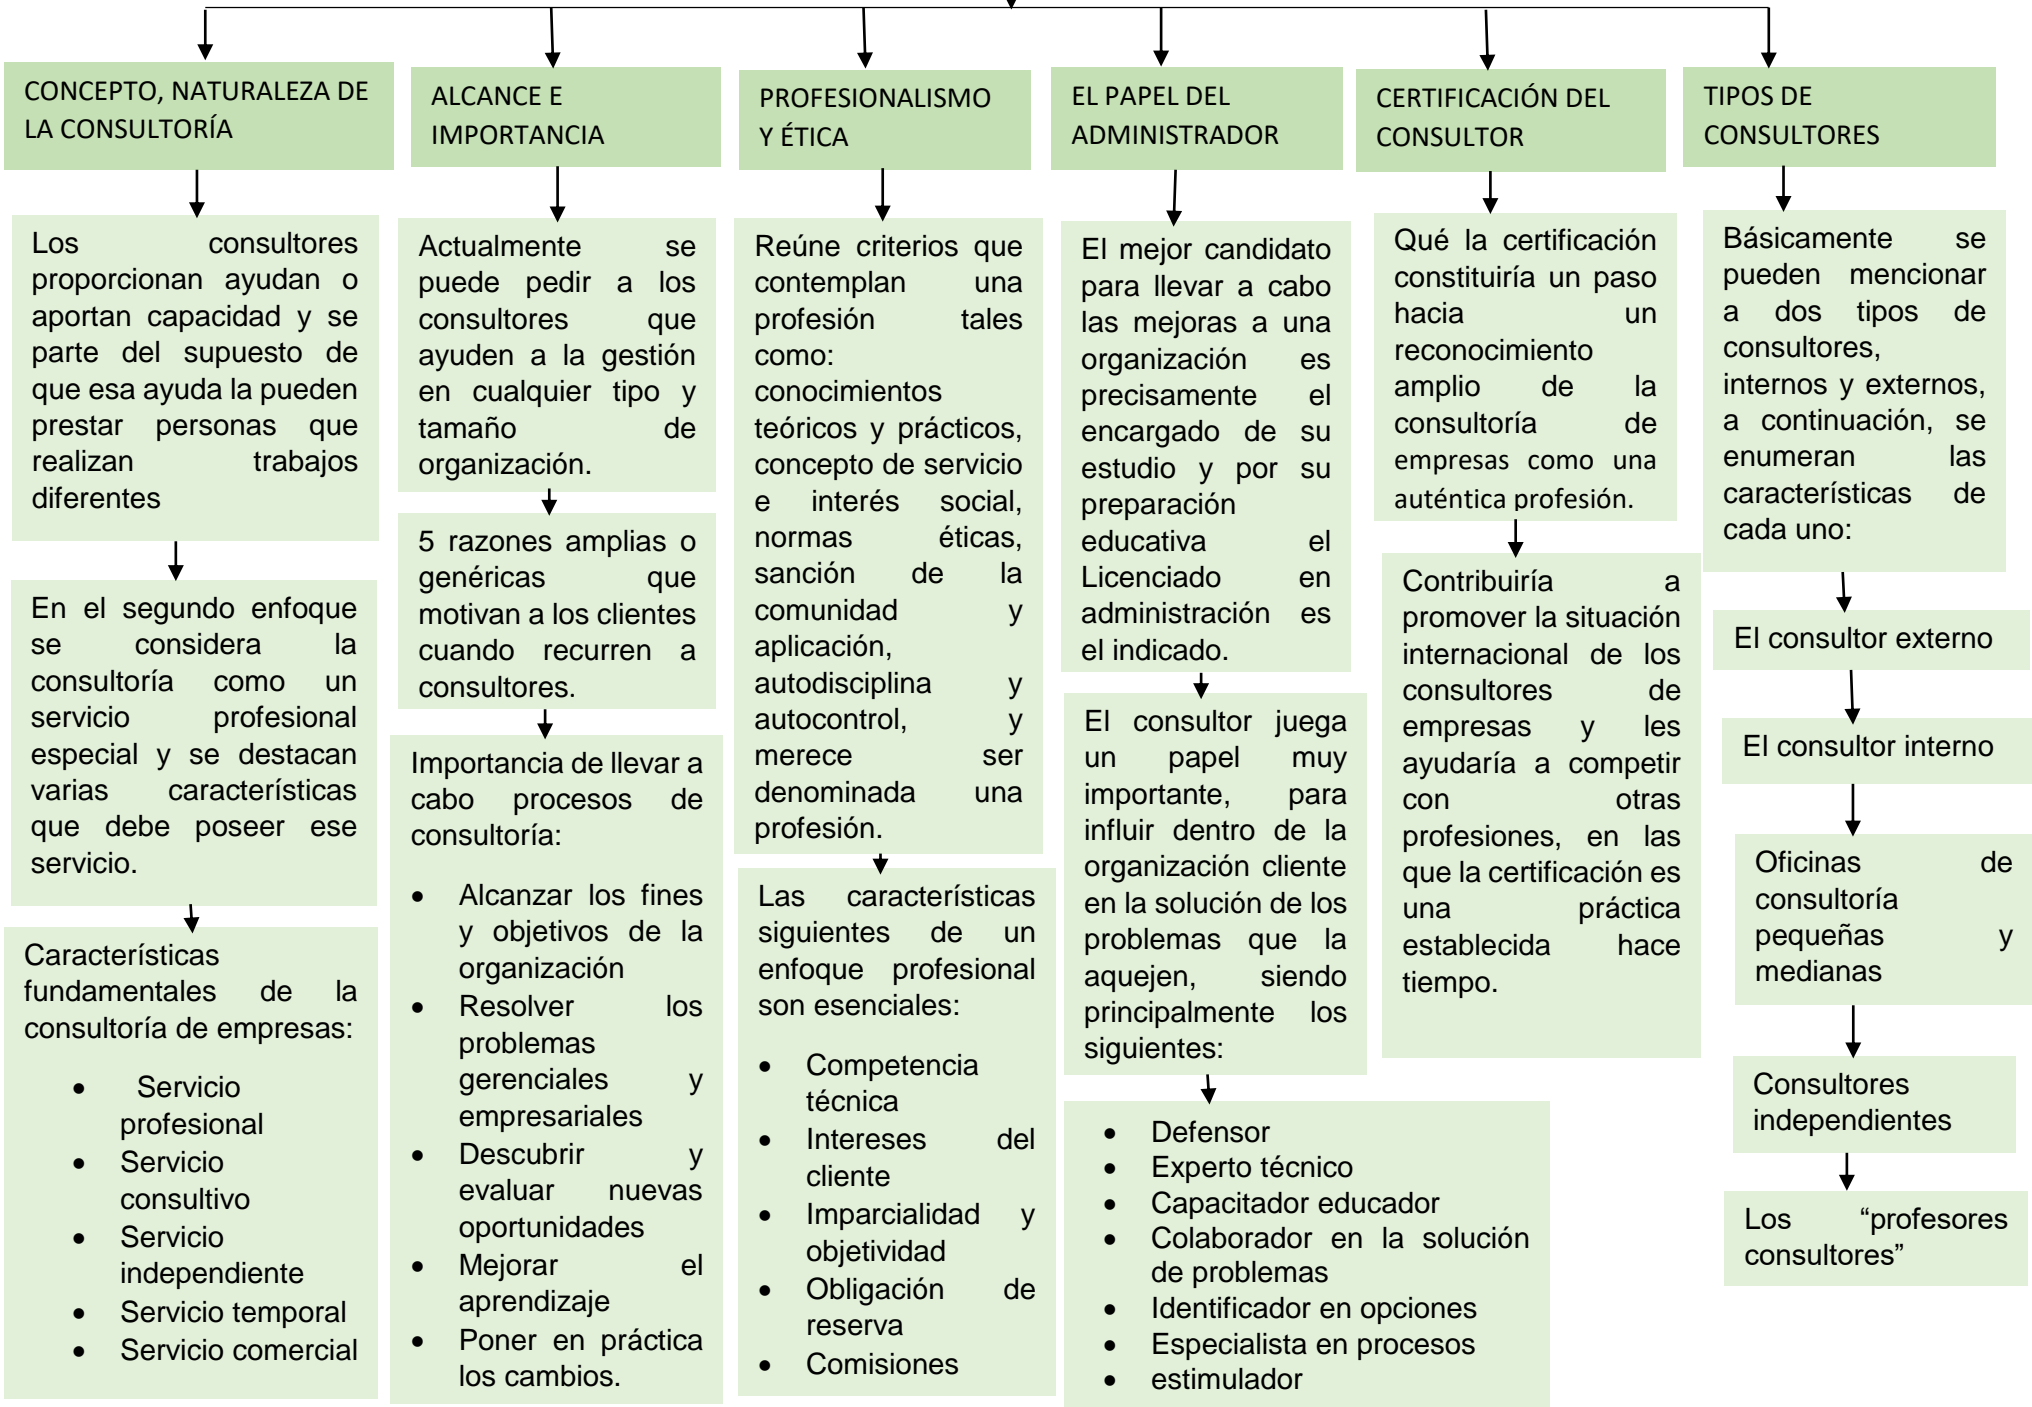 CONCEPTO, NATURALEZA DE
LA CONSULTORÍA
Los consultores
proporcionan ayudan o
aportan capacidad y se
parte del supuesto de
que esa ayuda la pueden
prestar personas que
realizan trabajos
diferentes
En el segundo enfoque
se considera la
consultoría como un
servicio profesional
especial y se destacan
varias características
que debe poseer ese
servicio.
Características
fundamentales de la
consultoría de empresas:
• Servicio
profesional
• Servicio
consultivo
• Servicio
independiente
• Servicio temporal
• Servicio comercial
ALCANCE E
IMPORTANCIA
Actualmente se
puede pedir a los
consultores que
ayuden a la gestión
en cualquier tipo y
tamaño de
organización.
5 razones amplias o
genéricas que
motivan a los clientes
cuando recurren a
consultores.
Importancia de llevar a
cabo procesos de
consultoría:
• Alcanzar los fines
y objetivos de la
organización
• Resolver los
problemas
gerenciales y
empresariales
• Descubrir y
evaluar nuevas
oportunidades
• Mejorar el
aprendizaje
• Poner en práctica
los cambios.
PROFESIONALISMO
Y ÉTICA
Reúne criterios que
contemplan una
profesión tales
como:
conocimientos
teóricos y prácticos,
concepto de servicio
e interés social,
normas éticas,
sanción de la
comunidad y
aplicación,
autodisciplina y
autocontrol, y
merece ser
denominada una
profesión.
Las características
siguientes de un
enfoque profesional
son esenciales:
• Competencia
técnica
• Intereses del
cliente
• Imparcialidad y
objetividad
• Obligación de
reserva
• Comisiones
EL PAPEL DEL
ADMINISTRADOR
El mejor candidato
para llevar a cabo
las mejoras a una
organización es
precisamente el
encargado de su
estudio y por su
preparación
educativa el
Licenciado en
administración es
el indicado.
El consultor juega
un papel muy
importante, para
influir dentro de la
organización cliente
en la solución de los
problemas que la
aquejen, siendo
principalmente los
siguientes:
• Defensor
• Experto técnico
• Capacitador educador
• Colaborador en la solución
de problemas
• Identificador en opciones
• Especialista en procesos
• estimulador
CERTIFICACIÓN DEL
CONSULTOR
Qué la certificación
constituiría un paso
hacia un
reconocimiento
amplio de la
consultoría de
empresas como una
auténtica profesión.
Contribuiría a
promover la situación
internacional de los
consultores de
empresas y les
ayudaría a competir
con otras
profesiones, en las
que la certificación es
una práctica
establecida hace
tiempo.
TIPOS DE
CONSULTORES
Básicamente se
pueden mencionar
a dos tipos de
consultores,
internos y externos,
a continuación, se
enumeran las
características de
cada uno:
El consultor externo
El consultor interno
Oficinas de
consultoría
pequeñas y
medianas
Consultores
independientes
Los “profesores
consultores”